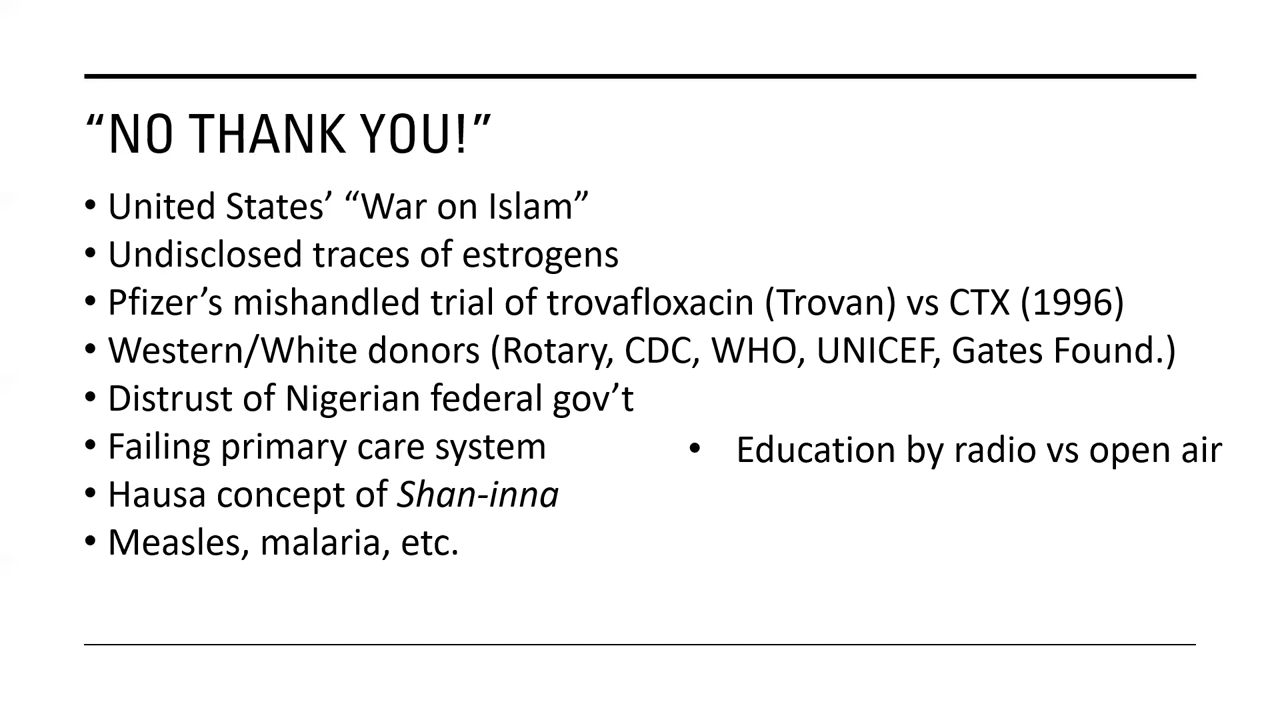 “NO THANK YOU!”
• United States’ “War on Islam”
• Undisclosed traces of estrogens
• Pfizer’s mishandled trial of trovafloxacin (Trovan) vs CTX (1996)
• Western/White donors (Rotary, CDC, WHO, UNICEF, Gates Found.)
• Distrust of Nigerian federal gov’t
• Failing primary care system
• Hausa concept of Shan-inna
• Measles, malaria, etc.
• Education by radio vs open air